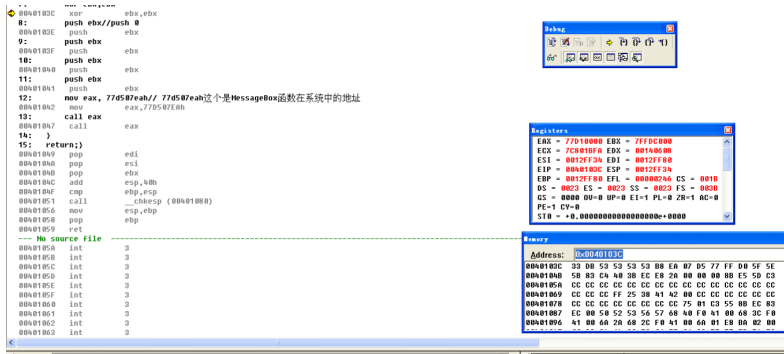 0040103C xor ebx,ebx
8: push ebx//push 0
0040103E push ebx
9: push ebx
0040103F push ebx
10: push ebx
00401040 push ebx
11: push ebx
00401041 push ebx
12: mov eax, 77d507eah// 77d507eah这个是MessageBox函数在系统中的地址
00401042 mov eax,77D507EAh
13: call eax
00401047 call eax
14: }
15: return;}
00401049 pop edi
0040104A pop esi
0040104B pop ebx
0040104C add esp,40h
0040104F cmp ebp,esp
00401051 call __chkesp (00401080)
00401056 mov esp,ebp
00401058 pop ebp
00401059 ret
--- No source file
0040105A int 3
0040105B int 3
0040105C int 3
0040105D int 3
0040105E int 3
0040105F int 3
00401060 int 3
00401061 int 3
00401062 int 3
00401063 int 3
Debug
Registers
EAX = 77D10000 EBX = 7FFDC000
ECX = 7C801BFA EDX = 00140608
ESI = 0012FF34 EDI = 0012FF80
EIP = 0040103C ESP = 0012FF34
EBP = 0012FF80 EFL = 00000246 CS = 001B
DS = 0023 ES = 0023 SS = 0023 FS = 003B
GS = 0000 OV=0 UP=0 EI=1 PL=0 ZR=1 AC=0
PE=1 CY=0
ST0 = +0.0000000000000000e+0000
Memory
Address: 0x0040103C
0040103C 33 DB 53 53 53 53 B8 EA 07 D5 77 FF D0 5F 5E
0040104B 5B 83 C4 40 3B EC E8 2A 00 00 00 8B E5 5D C3
0040105A CC CC CC CC CC CC CC CC CC CC CC CC CC CC CC
00401069 CC CC CC FF 25 38 41 42 00 CC CC CC CC CC CC
00401078 CC CC CC CC CC CC CC CC 75 01 C3 55 8B EC 83
00401087 EC 00 50 52 53 56 57 68 40 F0 41 00 68 3C F0
00401096 41 00 6A 2A 68 2C F0 41 00 6A 01 E8 BA 02 00